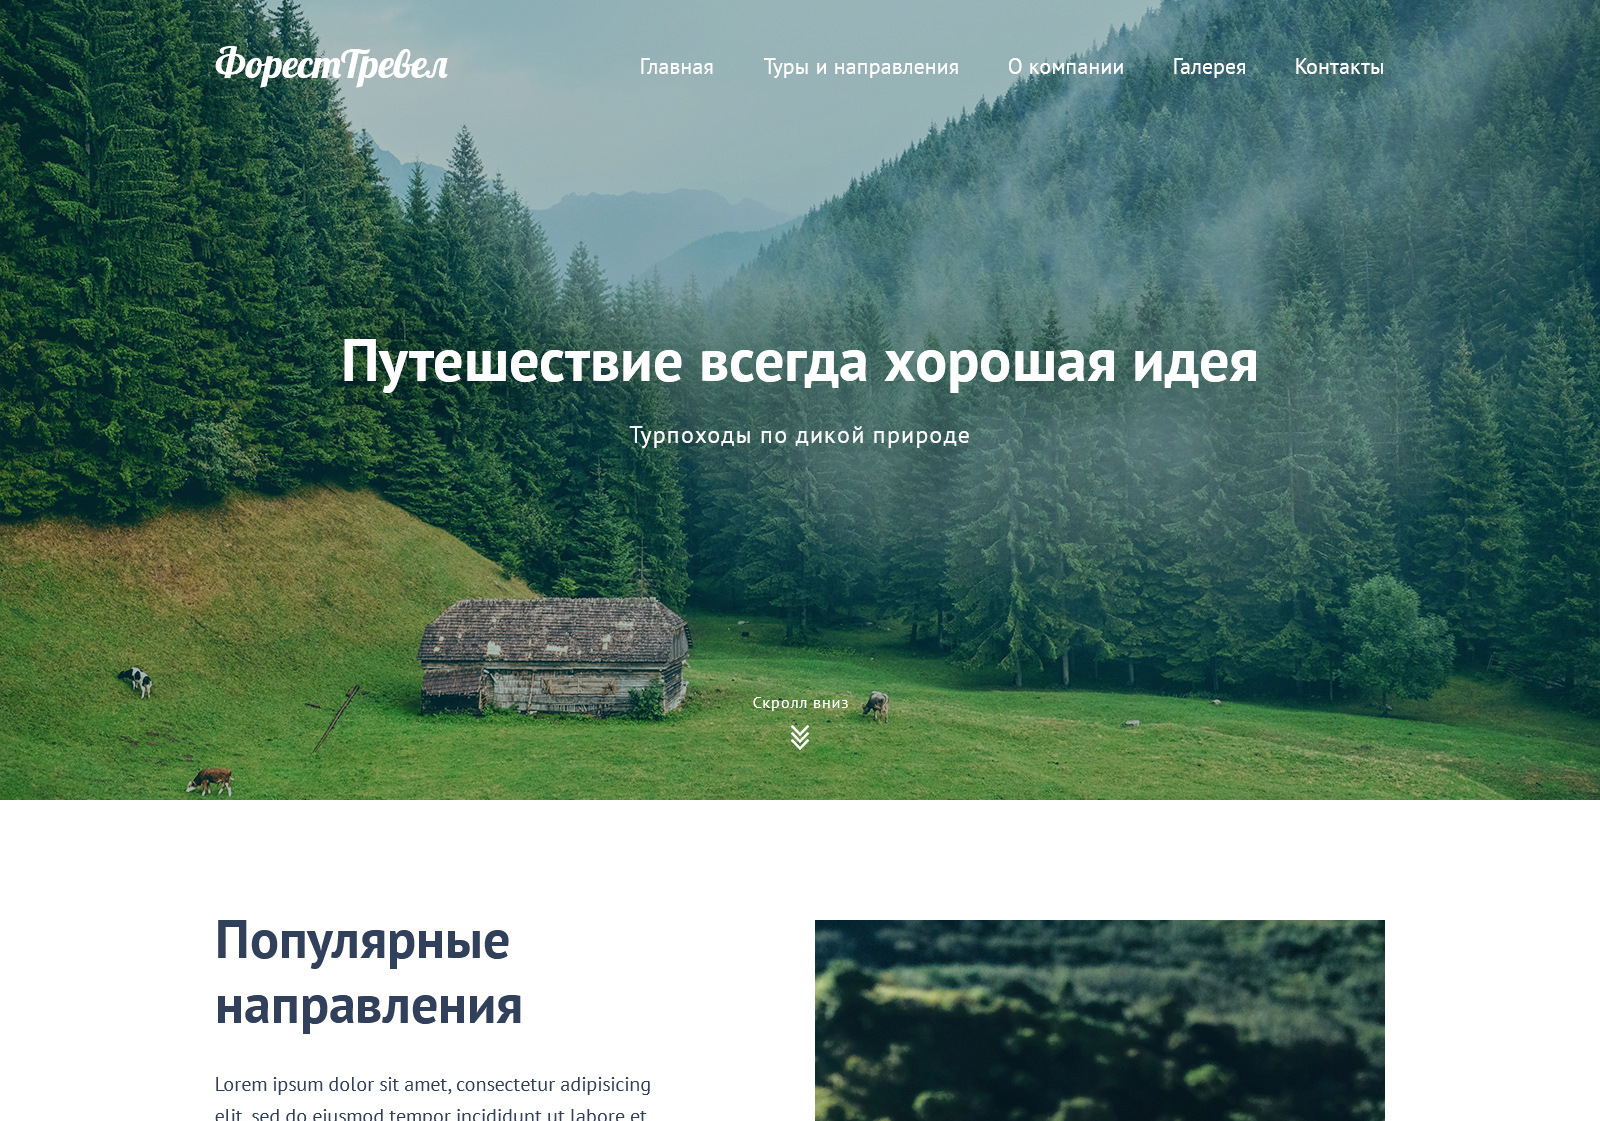 ФорестТревел
Главная Туры и направления О компании Галерея Контакты
Путешествие всегда хорошая идея
Турпоходы по дикой природе
Скролл вниз
Популярные
направления
Lorem ipsum dolor sit amet, consectetur adipisicing
elit, sed do eiusmod tempor incididunt ut labore et